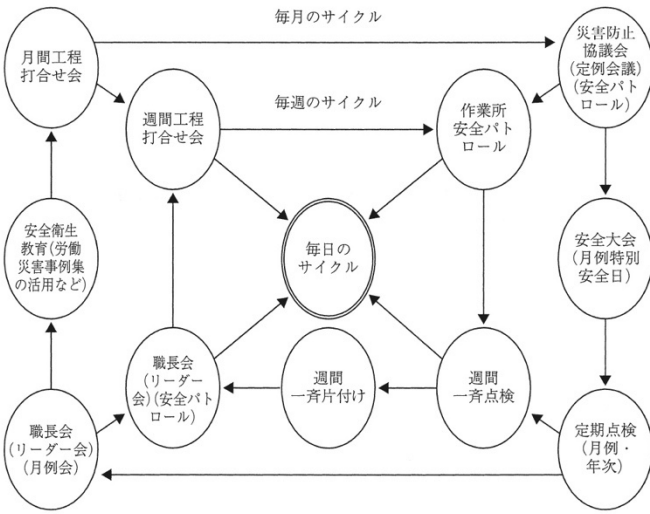 毎月のサイクル
月間工程
打合せ会
災害防止
協議会
(定例会議)
(安全パト
ロール)
毎週のサイクル
週間工程
打合せ会
作業所
安全パト
ロール
安全衛生
教育(労働
災害事例集
の活用など)
毎日の
サイクル
安全大会
(月例特別
安全日)
職長会
(リーダー
会)(安全パト
ロール)
週間
一斉片付け
週間
一斉点検
職長会
(リーダー会)
(月例会)
定期点検
(月例・
年次)